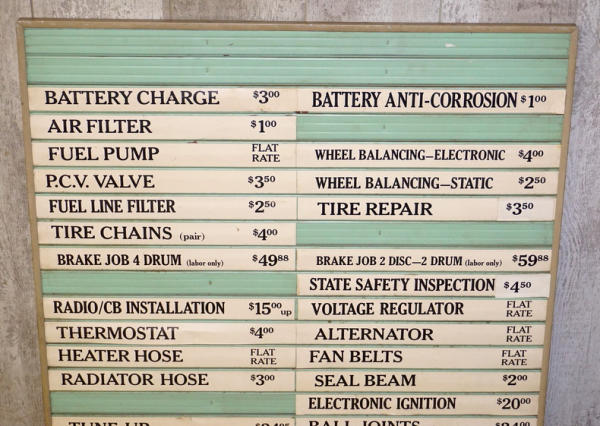 BATTERY CHARGE $3.00 BATTERY ANTI-CORROSION $1.00
AIR FILTER $1.00
FUEL PUMP FLAT RATE WHEEL BALANCING—ELECTRONIC $4.00
P.C.V. VALVE $3.50 WHEEL BALANCING—STATIC $2.50
FUEL LINE FILTER $2.50 TIRE REPAIR $3.50
TIRE CHAINS (pair) $4.00
BRAKE JOB 4 DRUM (labor only) $49.88 BRAKE JOB 2 DISC—2 DRUM (labor only) $59.88
STATE SAFETY INSPECTION $4.50
RADIO/CB INSTALLATION $15.00 up VOLTAGE REGULATOR FLAT RATE
THERMOSTAT $4.00 ALTERNATOR FLAT RATE
HEATER HOSE FLAT RATE FAN BELTS FLAT RATE
RADIATOR HOSE $3.00 SEAL BEAM $2.00
ELECTRONIC IGNITION $20.00
TUNE-UP BALL JOINTS